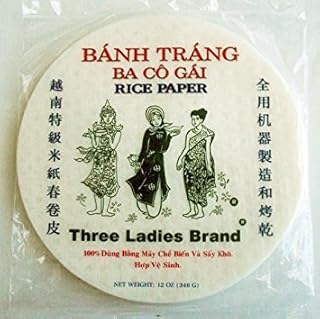 BÁNH TRÁNG
BA CÔ GÁI
RICE PAPER
越南特級米紙春卷皮
全用机器製造和烤乾
Three Ladies Brand
®
®
100% Dùng Bằng Máy Chế Biến Và Sấy Khô
Hợp Vệ Sinh.
NET WEIGHT: 12 OZ (340 G)